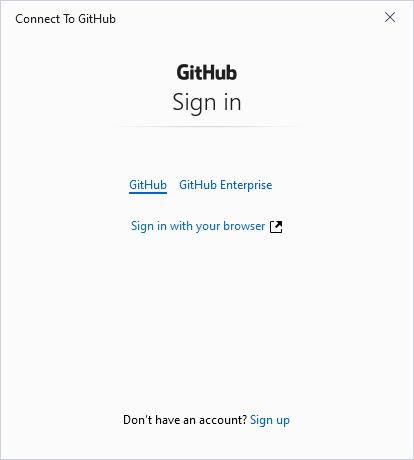 Connect To GitHub
GitHub
Sign in
GitHub GitHub Enterprise
Sign in with your browser
Don't have an account? Sign up